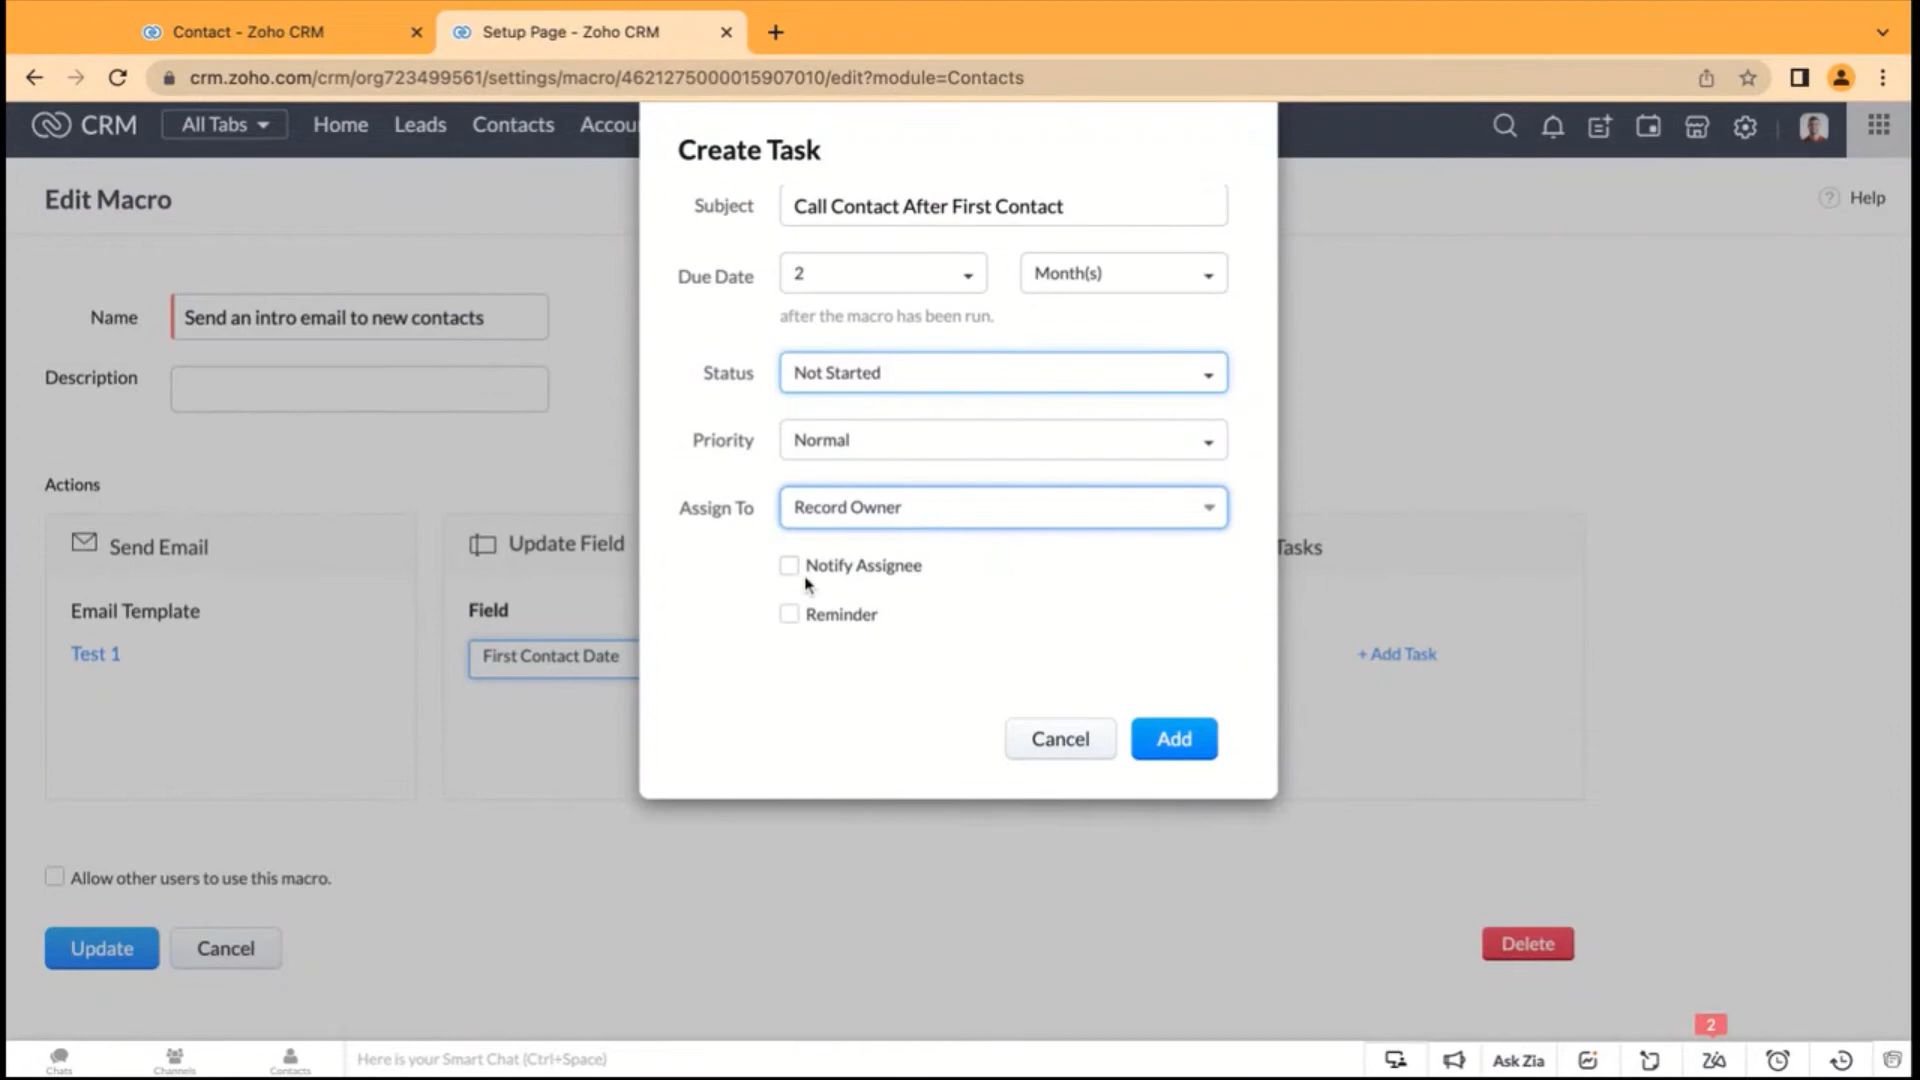 Contact - Zoho CRM
Setup Page - Zoho CRM
crm.zoho.com/crm/org723499561/settings/macro/4621275000015907010/edit?module=Contacts
CRM All Tabs Home Leads Contacts Accou
Create Task
Edit Macro
Help
Subject Call Contact After First Contact
Due Date 2 Month(s)
after the macro has been run.
Name Send an intro email to new contacts
Description
Status Not Started
Priority Normal
Assign To Record Owner
Notify Assignee
Reminder
Cancel Add
Actions
Send Email
Email Template
Test 1
Update Field
Field
First Contact Date
Tasks
+ Add Task
Allow other users to use this macro.
Update Cancel
Delete
2
Chats Channels Contacts
Here is your Smart Chat (Ctrl+Space)
Ask Zia